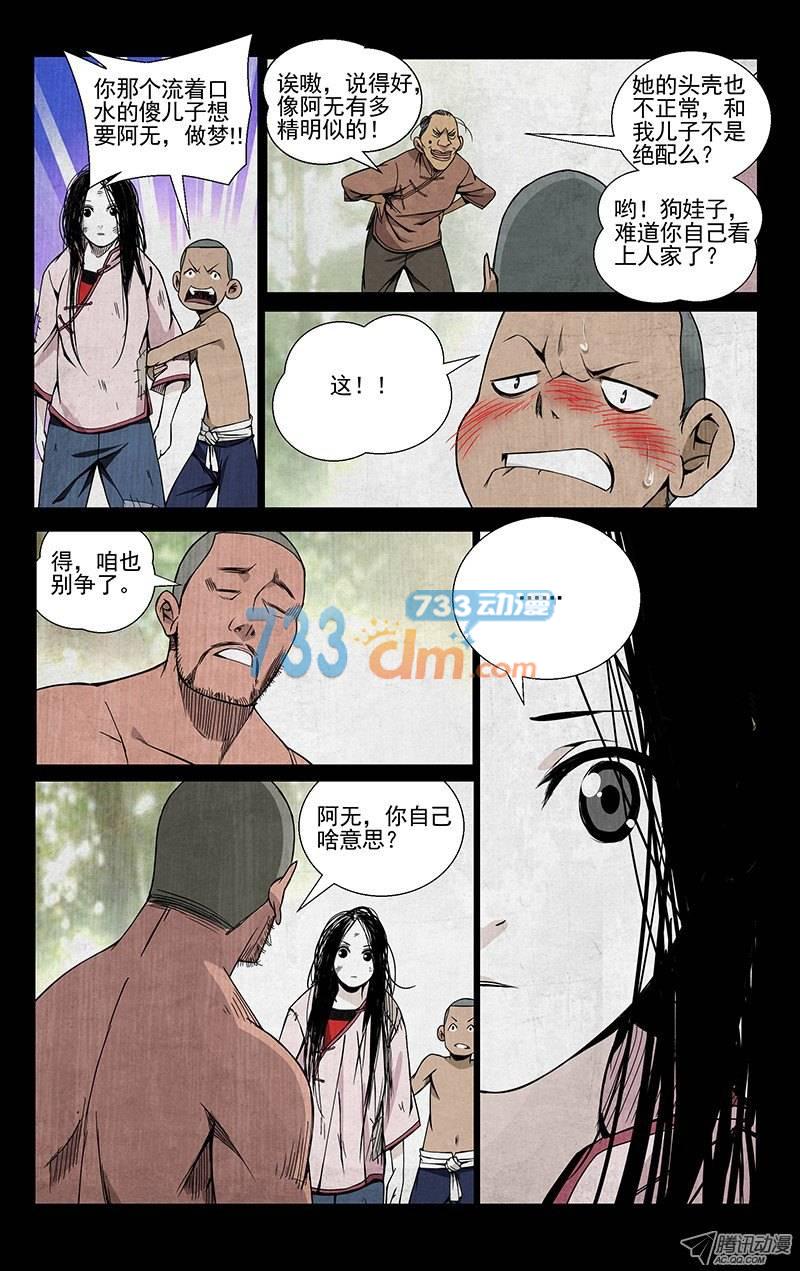 你那个流着口
水的傻儿子想
要阿无，做梦!!
诶嗷，说得好，
像阿无有多
精明似的！
她的头壳也
不正常，和
我儿子不是
绝配么？
哟！狗娃子，
难道你自己看
上人家了？
这！！
得，咱也
别争了。
……
733动漫
733dm.com
阿无，你自己
啥意思？
腾讯动漫
AC.QQ.COM